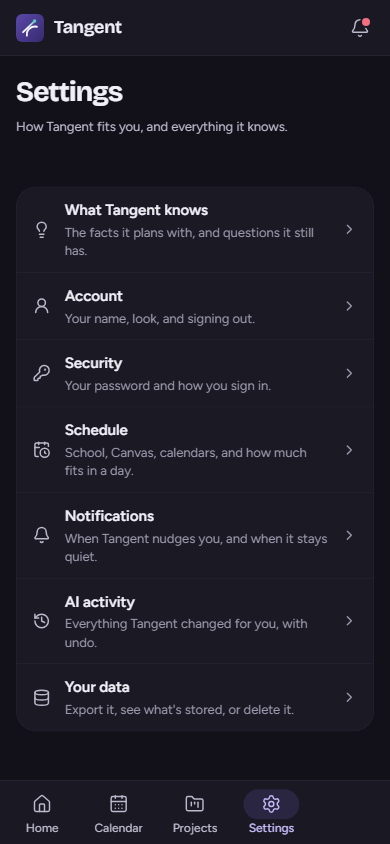 Tangent
Settings
How Tangent fits you, and everything it knows.
What Tangent knows
The facts it plans with, and questions it still
has.
Account
Your name, look, and signing out.
Security
Your password and how you sign in.
Schedule
School, Canvas, calendars, and how much
fits in a day.
Notifications
When Tangent nudges you, and when it stays
quiet.
AI activity
Everything Tangent changed for you, with
undo.
Your data
Export it, see what's stored, or delete it.
Home
Calendar
Projects
Settings